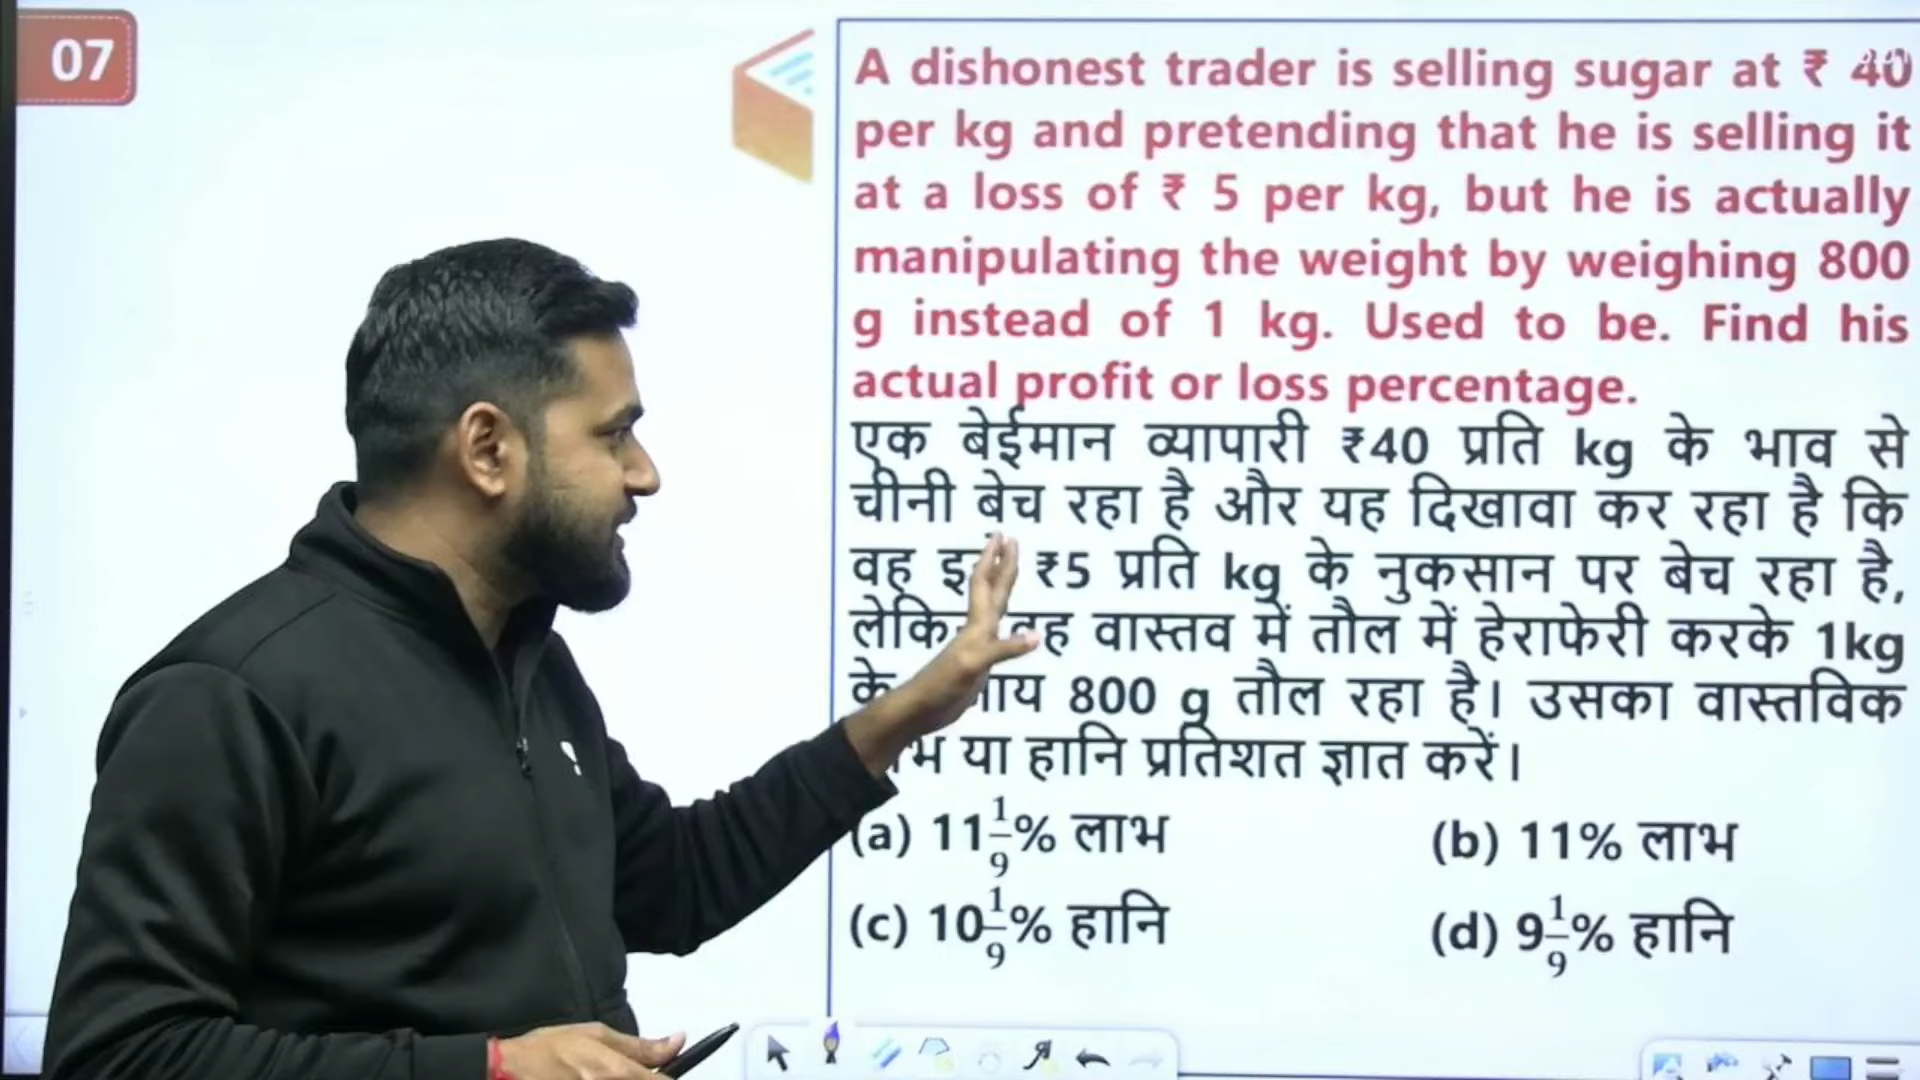 07
A dishonest trader is selling sugar at ₹ 40
per kg and pretending that he is selling it
at a loss of ₹ 5 per kg, but he is actually
manipulating the weight by weighing 800
g instead of 1 kg. Used to be. Find his
actual profit or loss percentage.
एक बेईमान व्यापारी ₹40 प्रति kg के भाव से
चीनी बेच रहा है और यह दिखावा कर रहा है कि
वह ₹5 प्रति kg के नुकसान पर बेच रहा है,
वास्तव में तौल में हेराफेरी करके 1kg
के 800 g तौल रहा है। उसका वास्तविक
या हानि प्रतिशत ज्ञात करें।
(a) 11 1/9% लाभ (b) 11% लाभ
(c) 10 1/9% हानि (d) 9 1/9% हानि